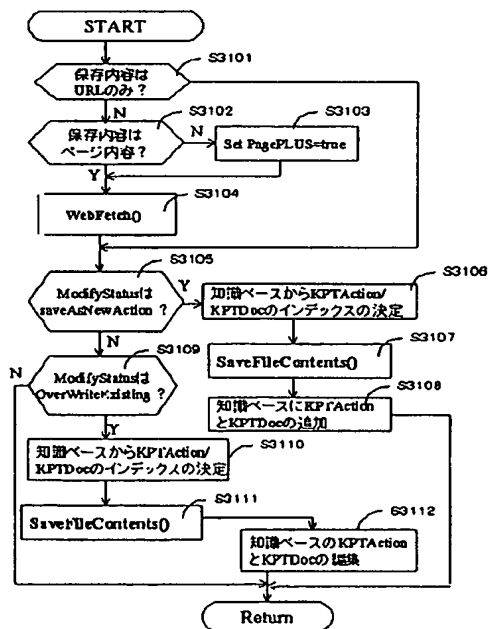 START
S3101
保存内容は
URLのみ？
N
S3102
S3103
保存内容は
ページ内容？
N
Set PagePLUS=true
Y
S3104
WebFetch()
S3105
S3106
ModifyStatusは
saveAsNewAction ？
Y
知識ベースからKPTAction/
KPTDocのインデックスの決定
N
S3107
SaveFileContents()
S3109
S3108
N
ModifyStatusは
OverWriteExisting ？
知識ベースにKPTAction
とKPTDocの追加
Y
S3110
知識ベースからKPTAction/
KPTDocのインデックスの決定
S3111
SaveFileContents()
S3112
知識ベースのKPTAction
とKPTDocの編集
Return